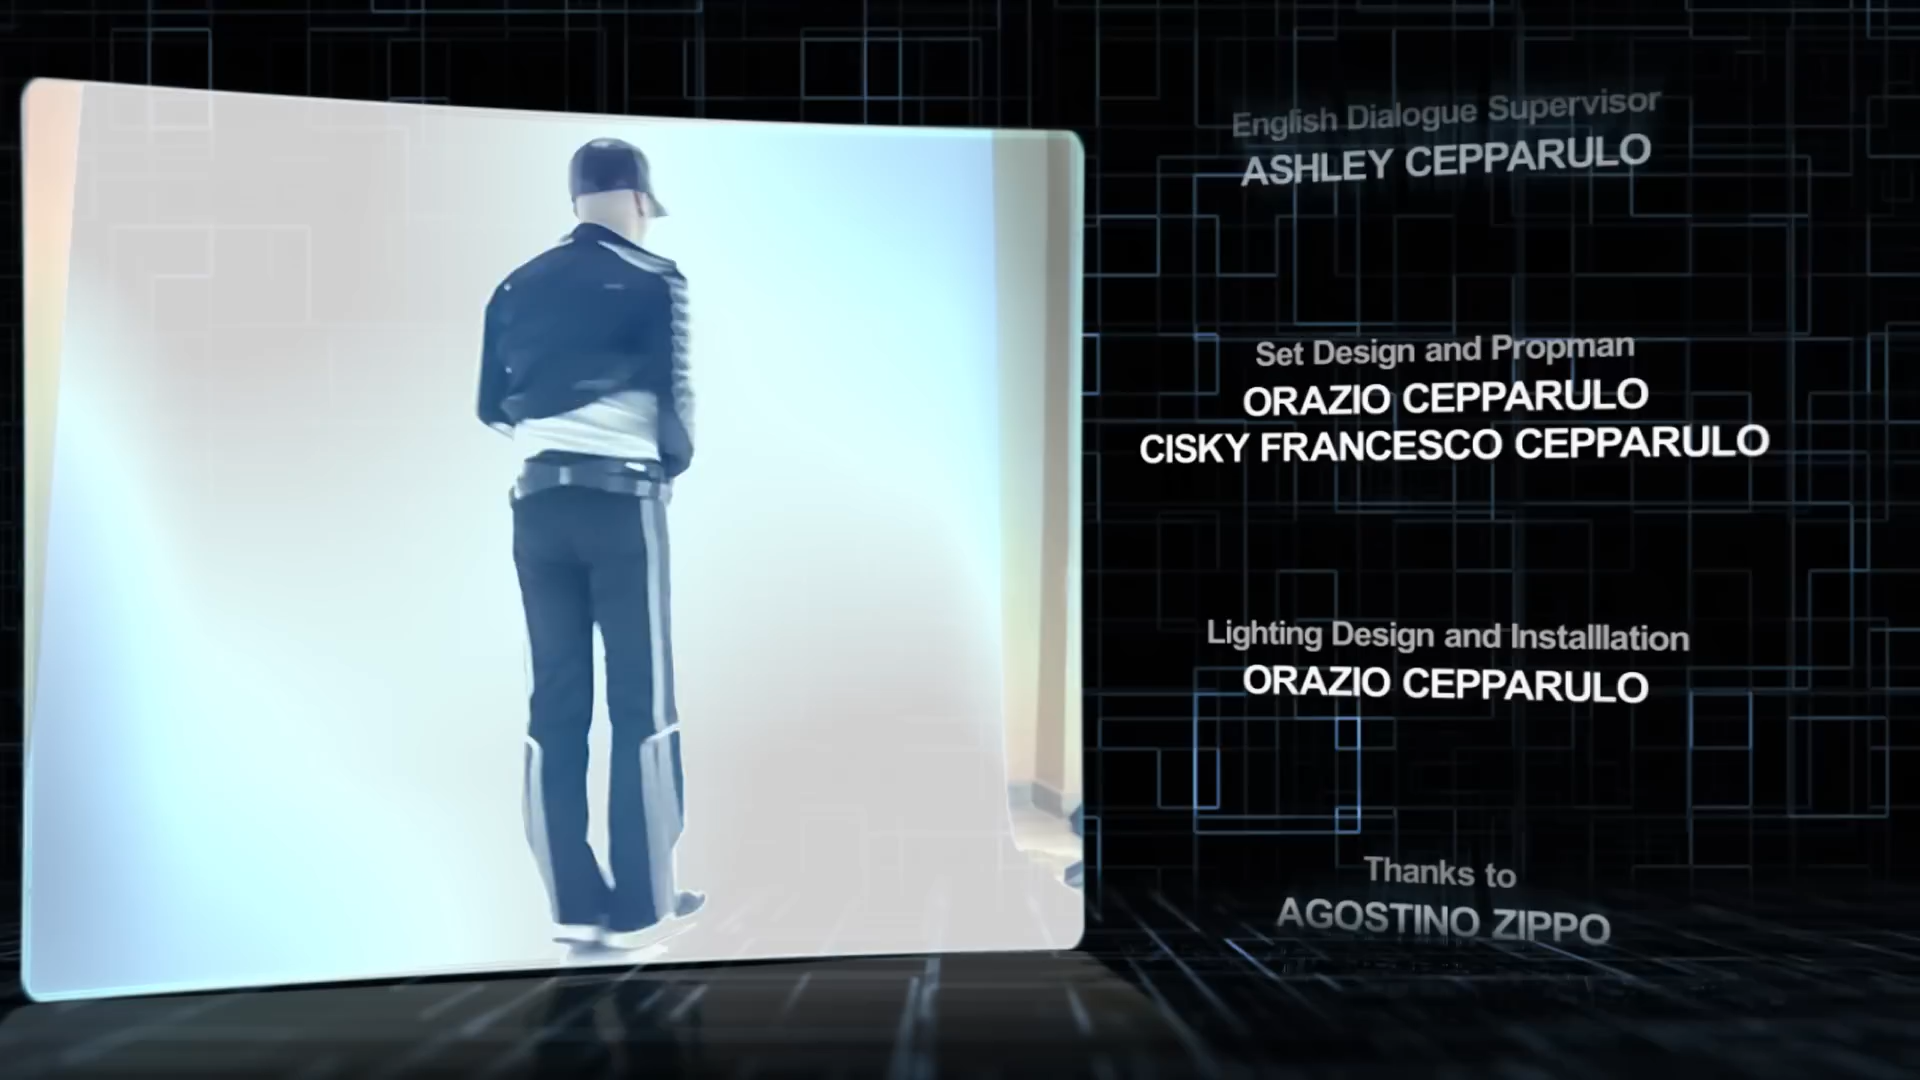 English Dialogue Supervisor
ASHLEY CEPPARULO
Set Design and Propman
ORAZIO CEPPARULO
CISKY FRANCESCO CEPPARULO
Lighting Design and Installlation
ORAZIO CEPPARULO
Thanks to
AGOSTINO ZIPPO